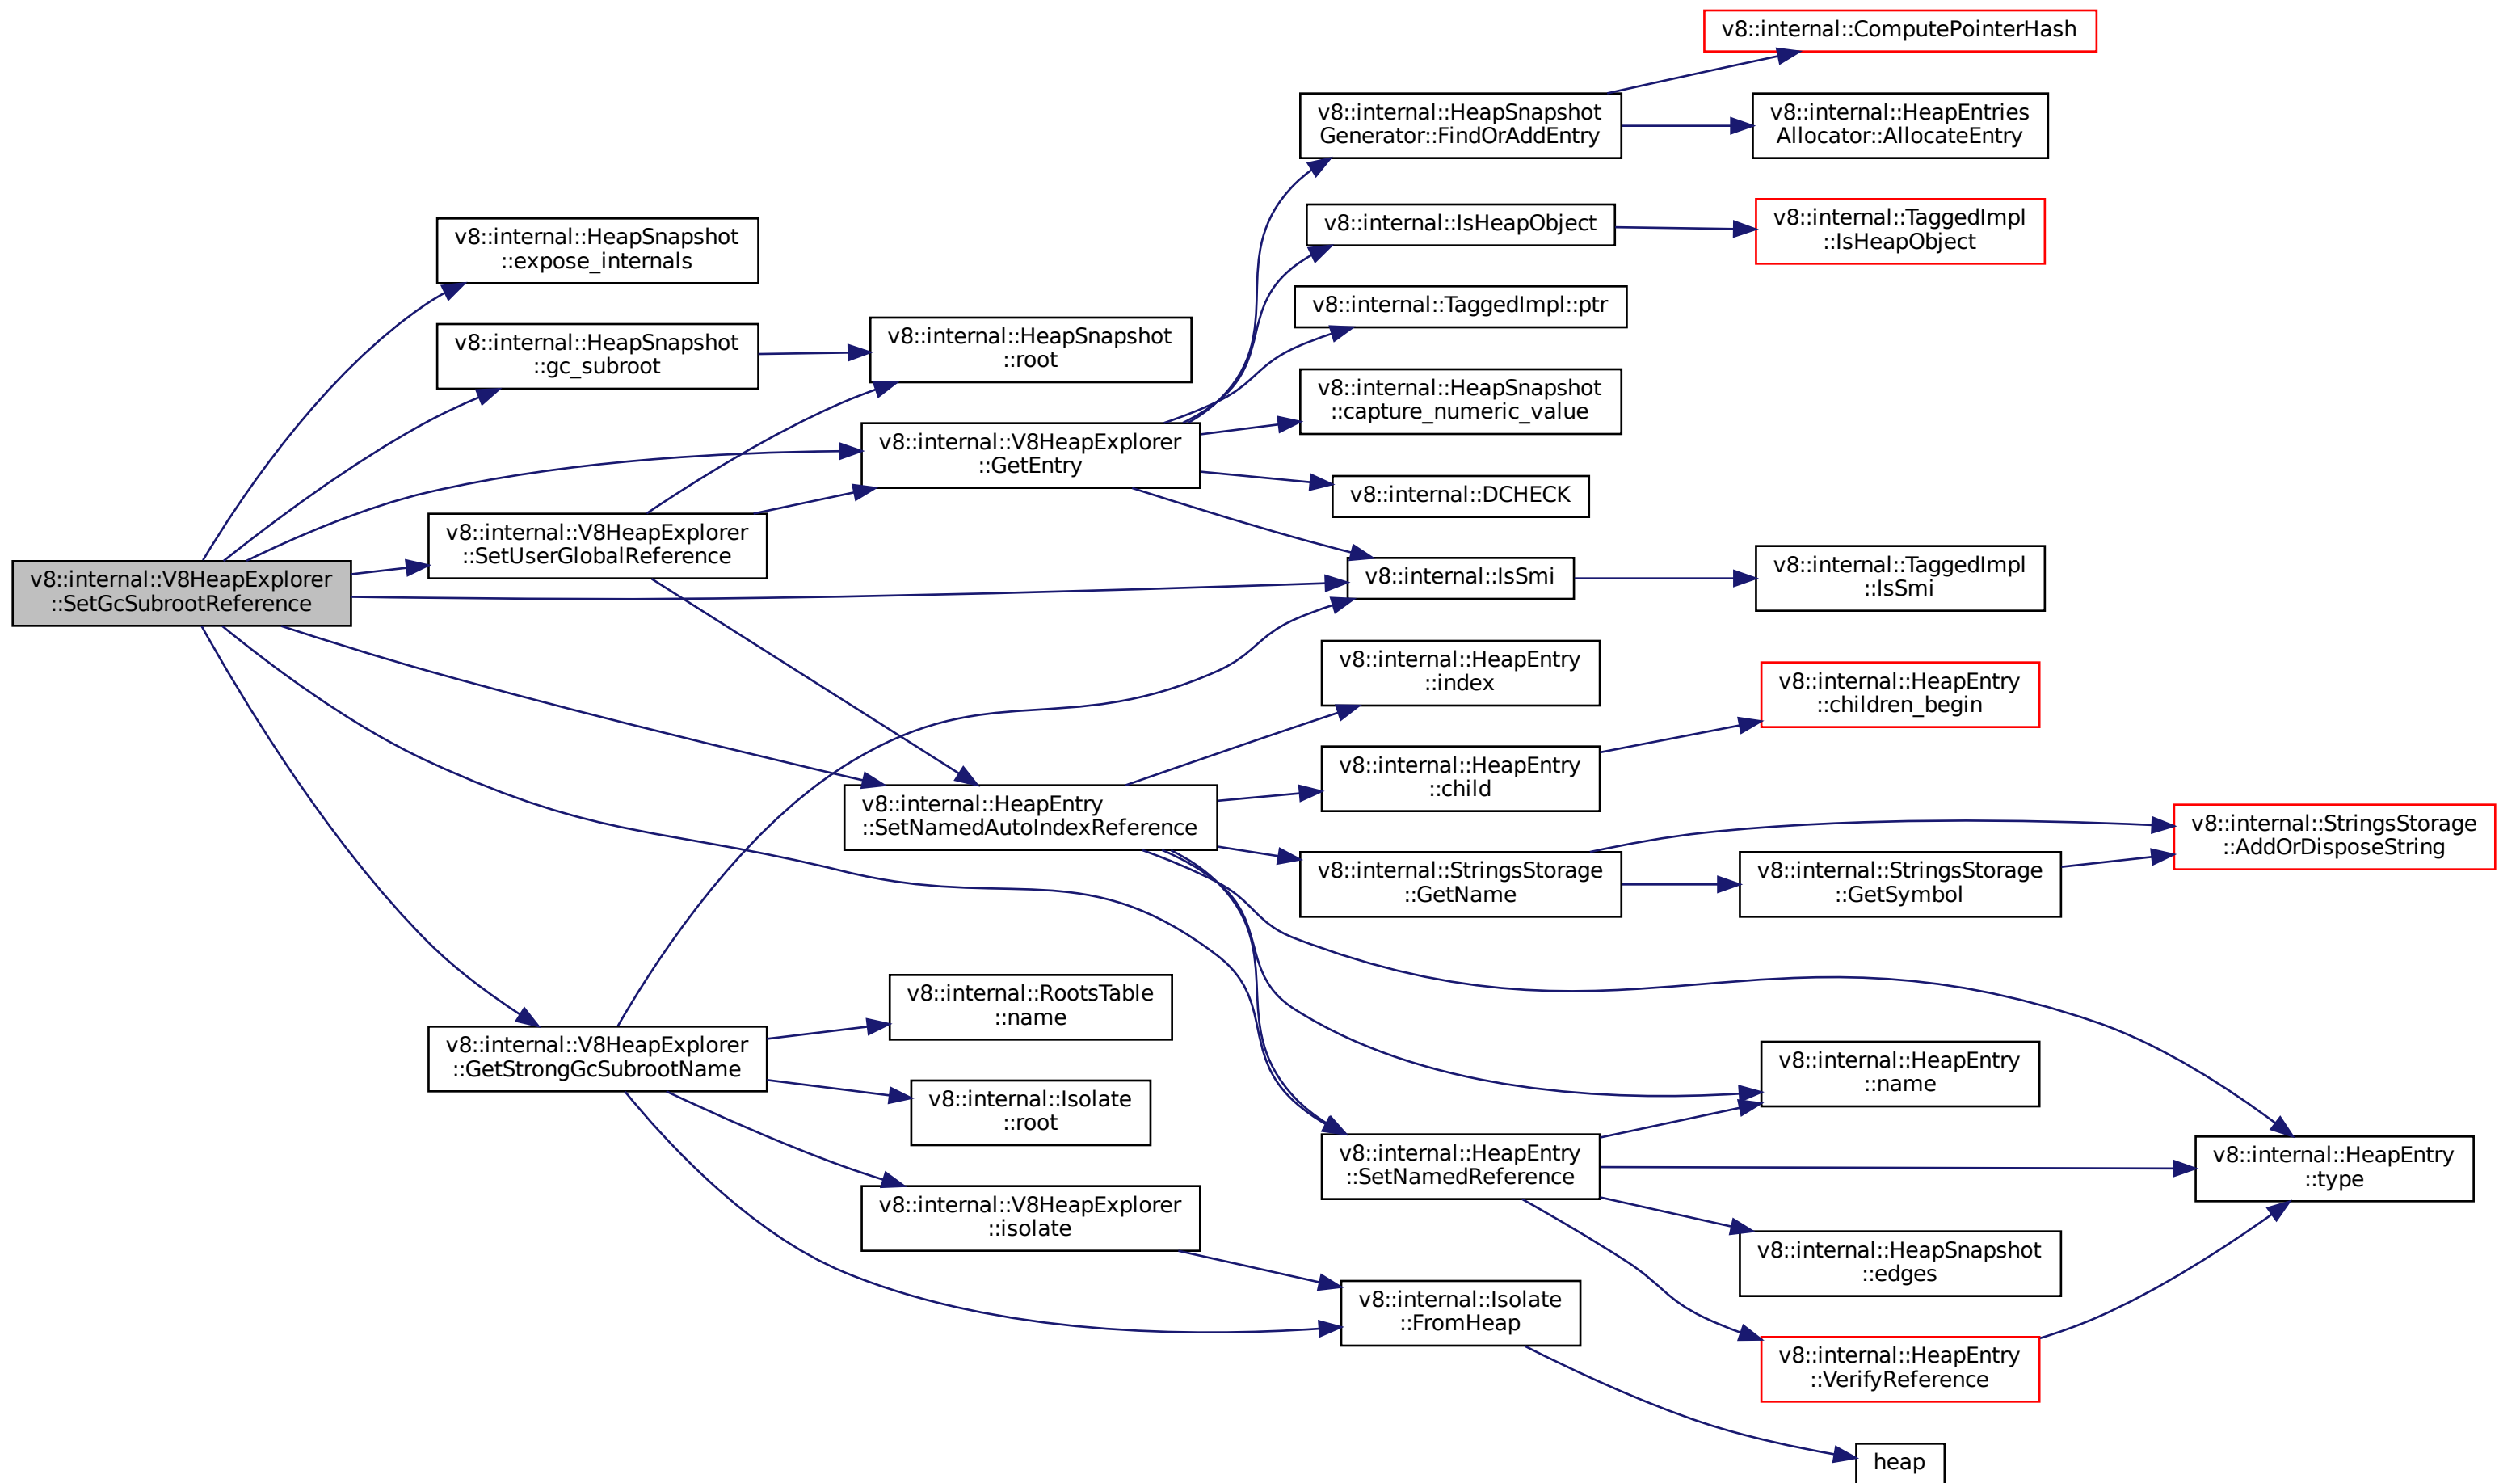 v8::internal::V8HeapExplorer
::SetGcSubrootReference
v8::internal::HeapSnapshot
::expose_internals
v8::internal::HeapSnapshot
::gc_subroot
v8::internal::V8HeapExplorer
::SetUserGlobalReference
v8::internal::V8HeapExplorer
::GetStrongGcSubrootName
v8::internal::HeapSnapshot
::root
v8::internal::V8HeapExplorer
::GetEntry
v8::internal::HeapEntry
::SetNamedAutoIndexReference
v8::internal::RootsTable
::name
v8::internal::Isolate
::root
v8::internal::V8HeapExplorer
::isolate
v8::internal::HeapSnapshot
Generator::FindOrAddEntry
v8::internal::IsHeapObject
v8::internal::TaggedImpl::ptr
v8::internal::HeapSnapshot
::capture_numeric_value
v8::internal::DCHECK
v8::internal::IsSmi
v8::internal::HeapEntry
::index
v8::internal::HeapEntry
::child
v8::internal::StringsStorage
::GetName
v8::internal::HeapEntry
::SetNamedReference
v8::internal::Isolate
::FromHeap
v8::internal::ComputePointerHash
v8::internal::HeapEntries
Allocator::AllocateEntry
v8::internal::TaggedImpl
::IsHeapObject
v8::internal::TaggedImpl
::IsSmi
v8::internal::HeapEntry
::children_begin
v8::internal::StringsStorage
::GetSymbol
v8::internal::HeapEntry
::name
v8::internal::HeapSnapshot
::edges
v8::internal::HeapEntry
::VerifyReference
heap
v8::internal::StringsStorage
::AddOrDisposeString
v8::internal::HeapEntry
::type